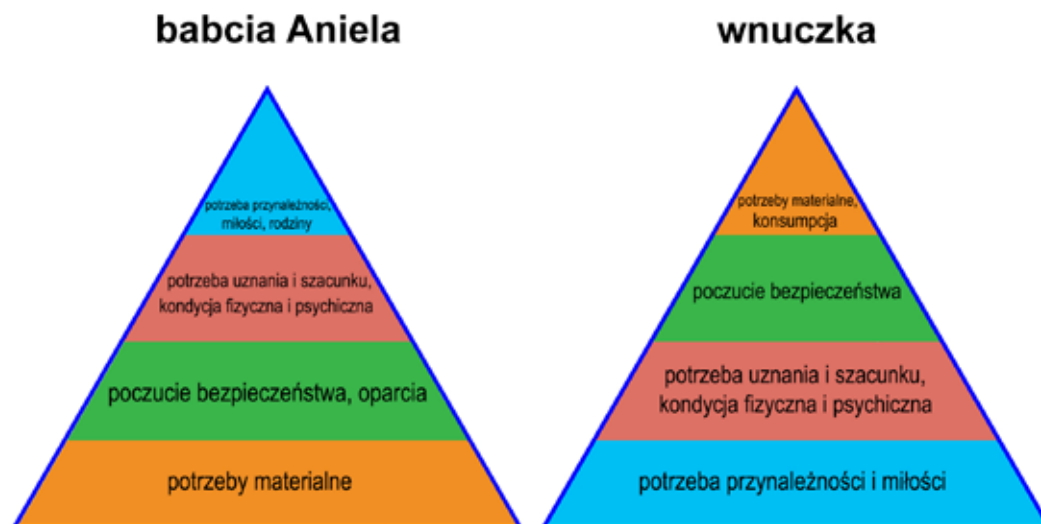 babcia Aniela
potrzeba przynależności,
miłości, rodziny
potrzeba uznania i szacunku,
kondycja fizyczna i psychiczna
poczucie bezpieczeństwa, oparcia
potrzeby materialne
wnuczka
potrzeby materialne,
konsumpcja
poczucie bezpieczeństwa
potrzeba uznania i szacunku,
kondycja fizyczna i psychiczna
potrzeba przynależności i miłości